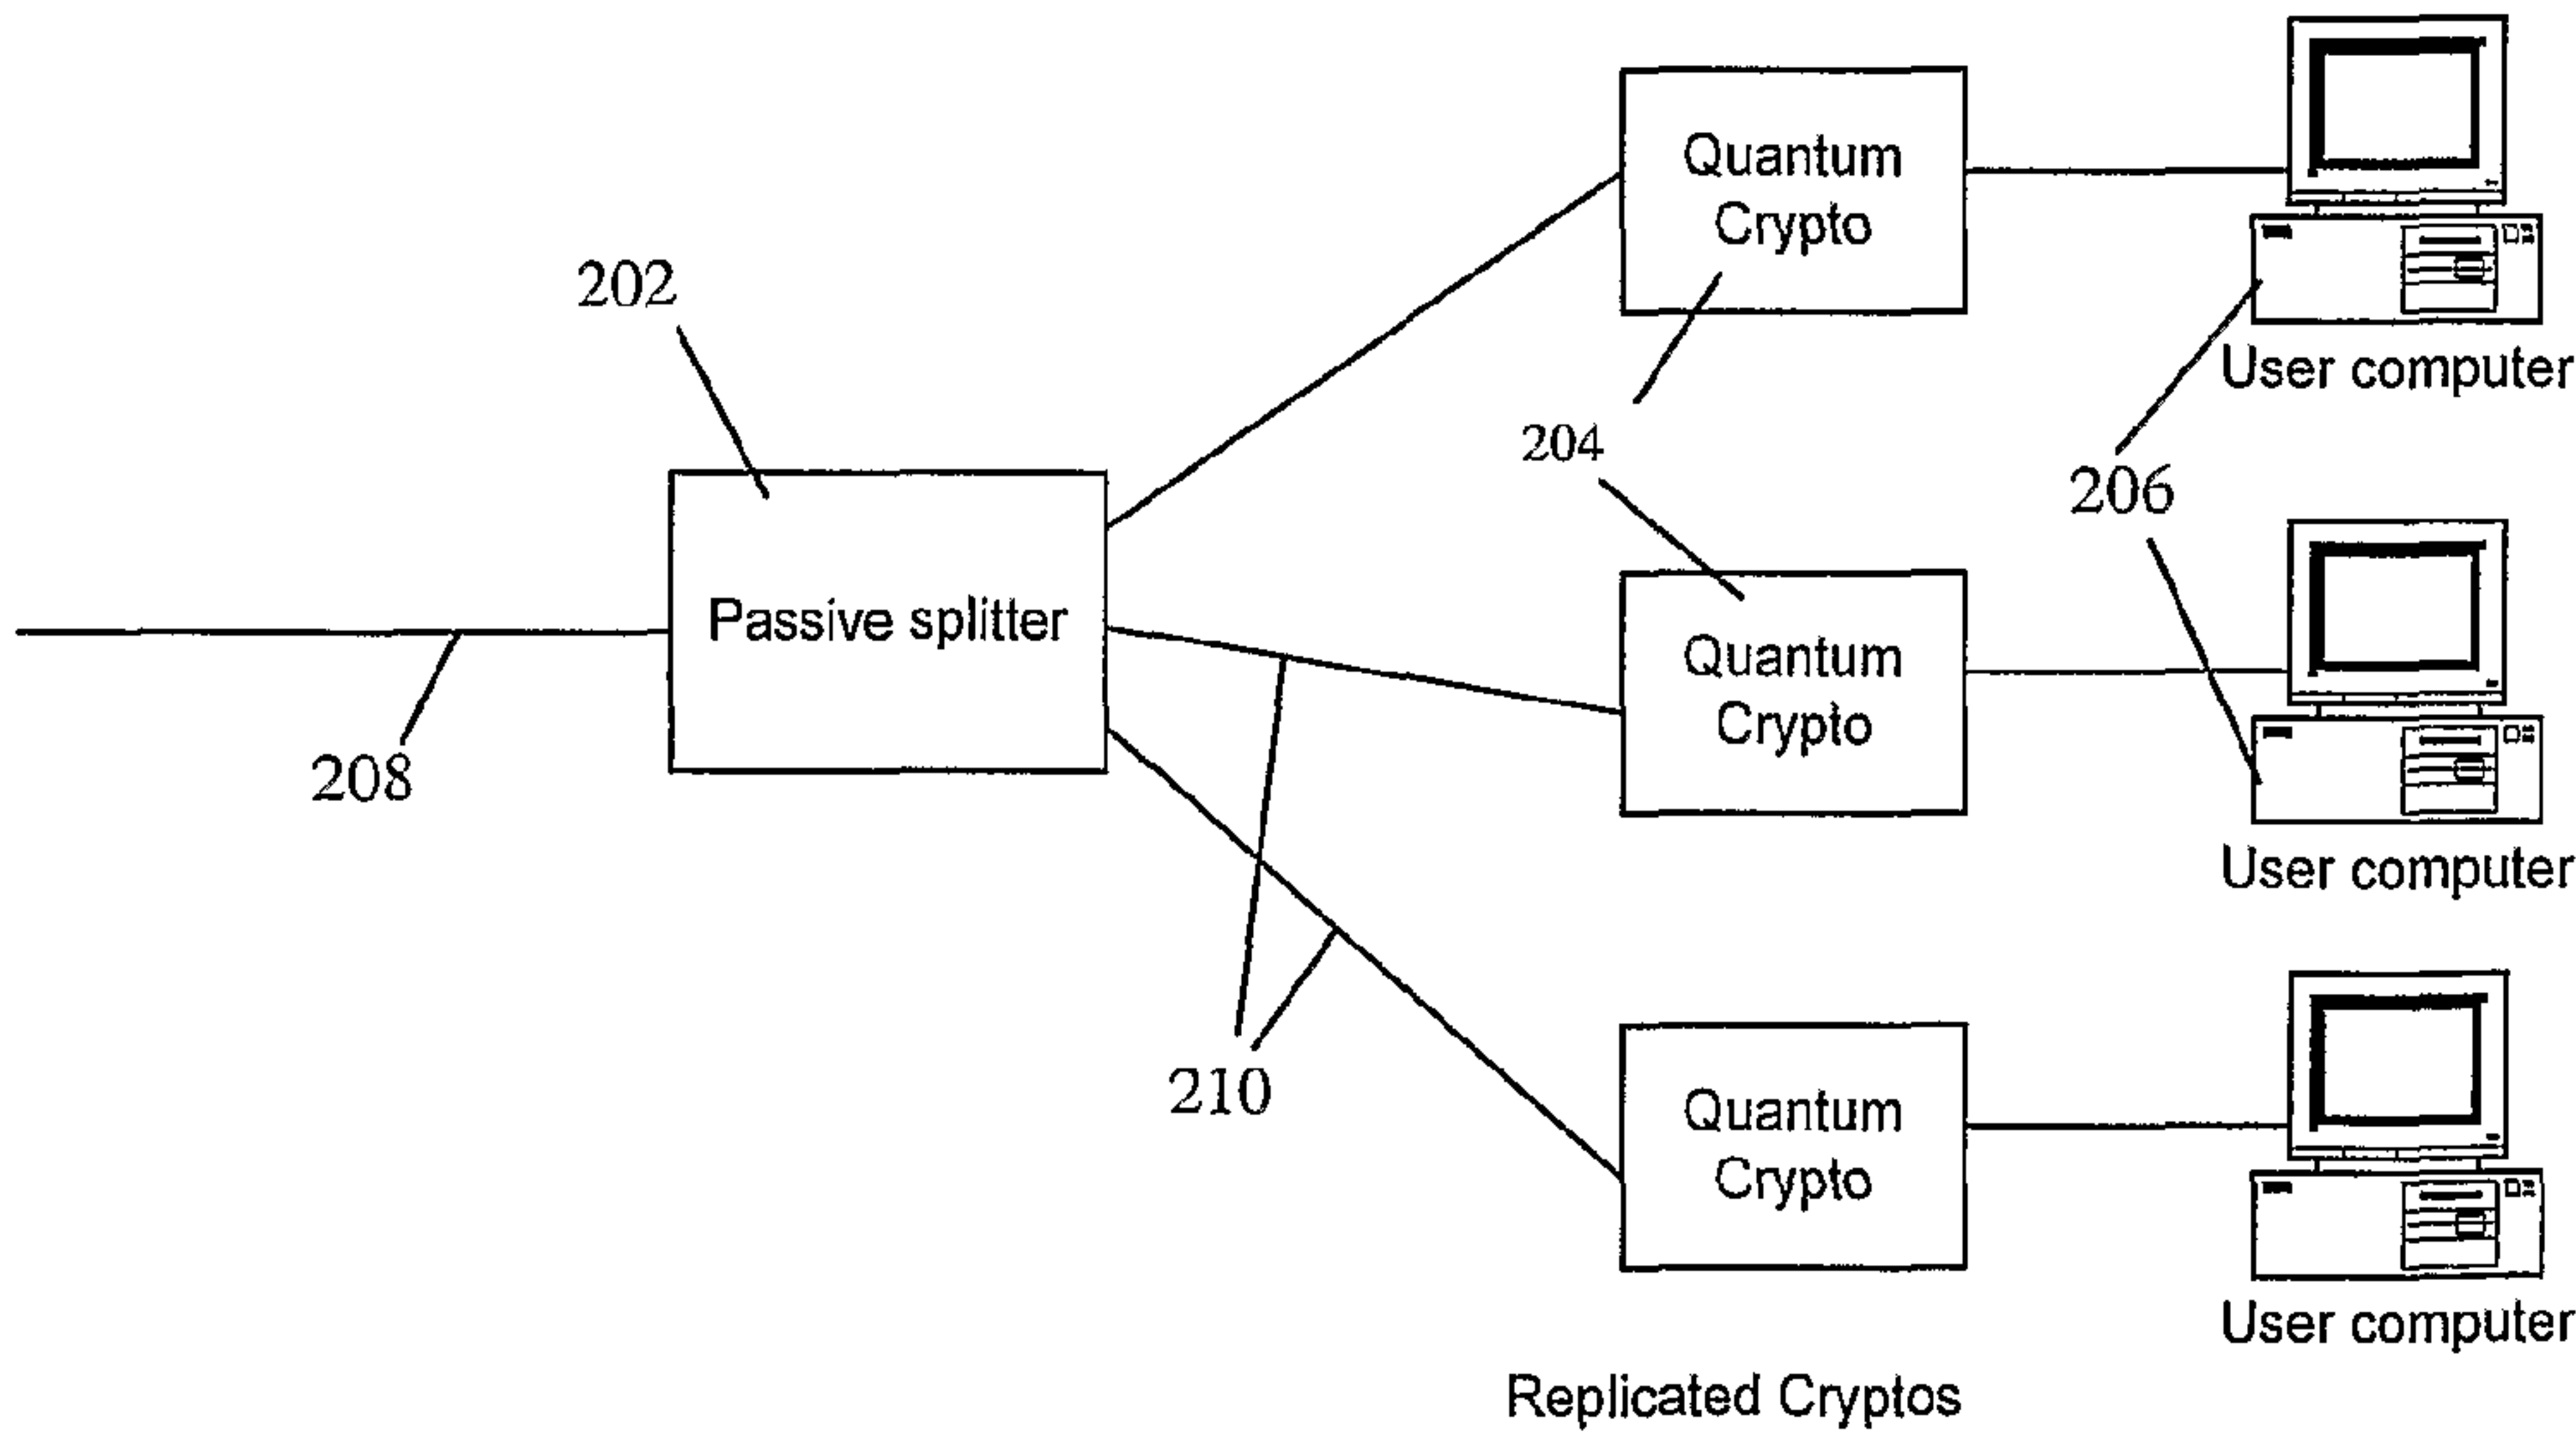 Quantum
Crypto
202
User computer
204
206
Passive splitter
Quantum
Crypto
208
User computer
210
Quantum
Crypto
User computer
Replicated Cryptos